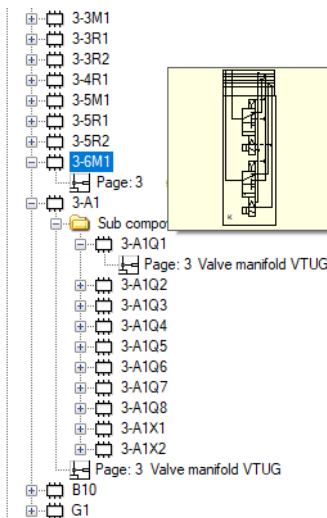 3-3M1
3-3R1
3-3R2
3-4R1
3-5M1
3-5R1
3-5R2
3-6M1
Page: 3
3-A1
Sub compo
3-A1Q1
Page: 3 Valve manifold VTUG
3-A1Q2
3-A1Q3
3-A1Q4
3-A1Q5
3-A1Q6
3-A1Q7
3-A1Q8
3-A1X1
3-A1X2
Page: 3 Valve manifold VTUG
B10
G1
K